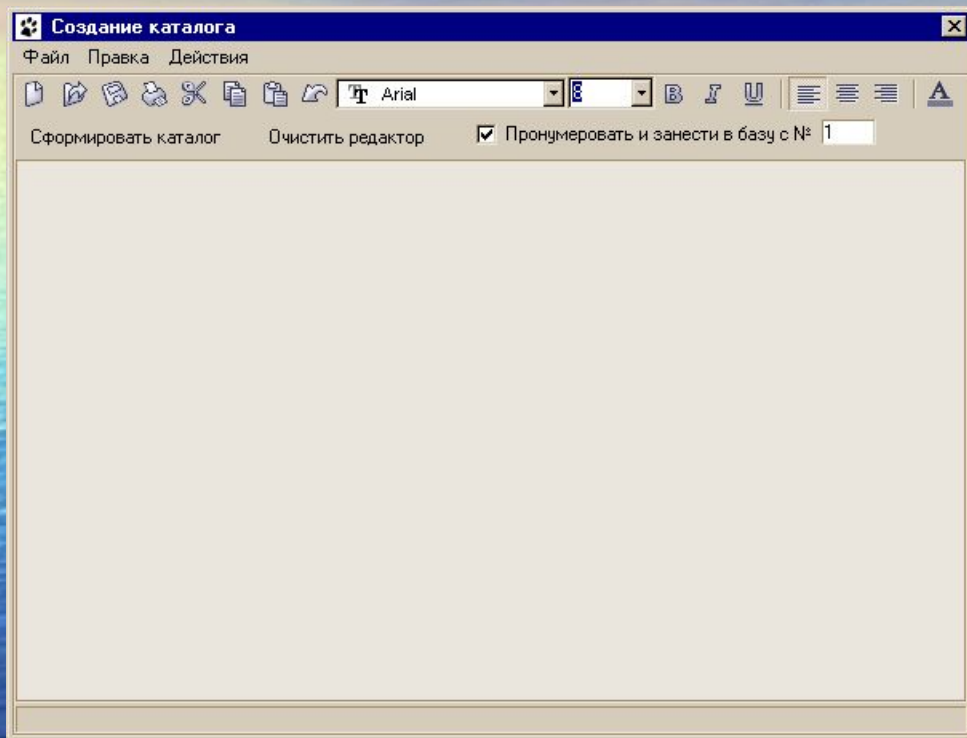 Создание каталога
Файл Правка Действия
Arial 8 B I U A
Сформировать каталог Очистить редактор Пронумеровать и занести в базу с № 1